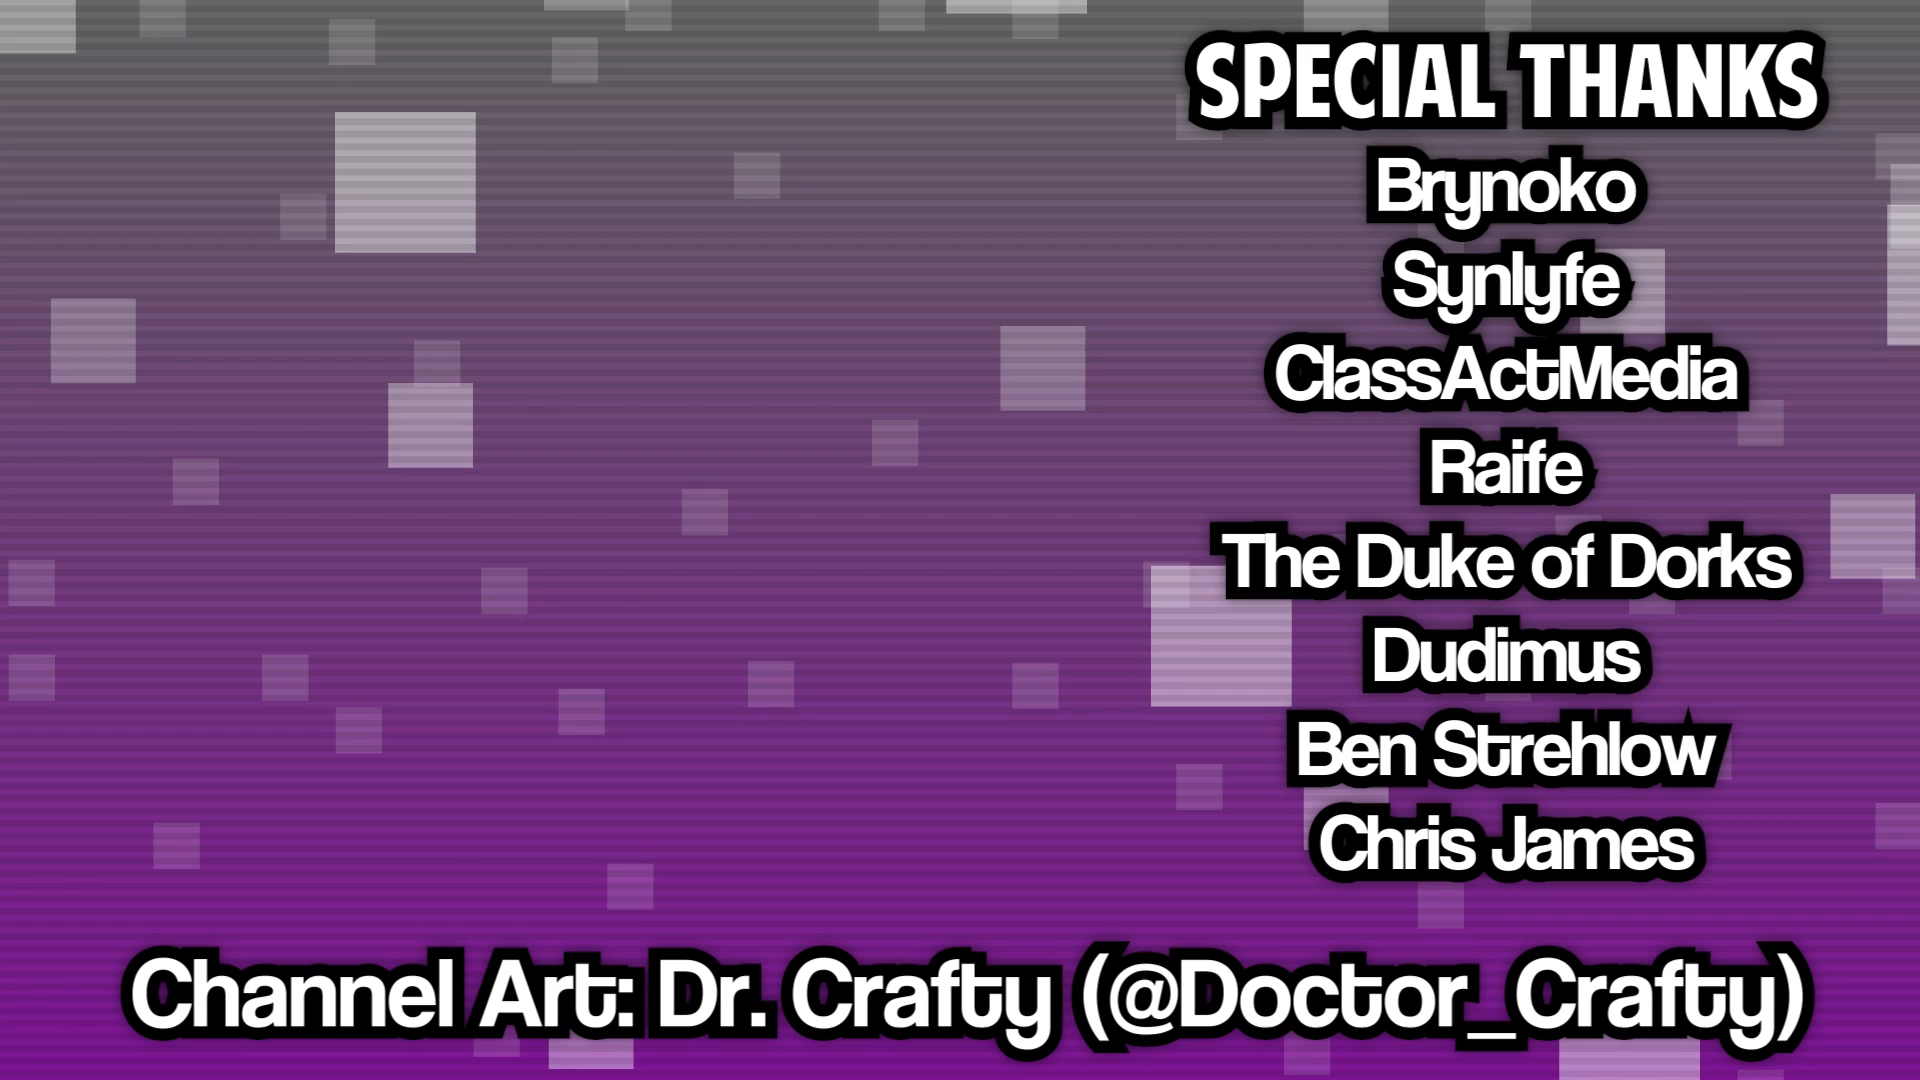 SPECIAL THANKS
Brynoko
Synlyfe
ClassActMedia
Raife
The Duke of Dorks
Dudimus
Ben Strehlow
Chris James
Channel Art: Dr. Crafty (@Doctor_Crafty)